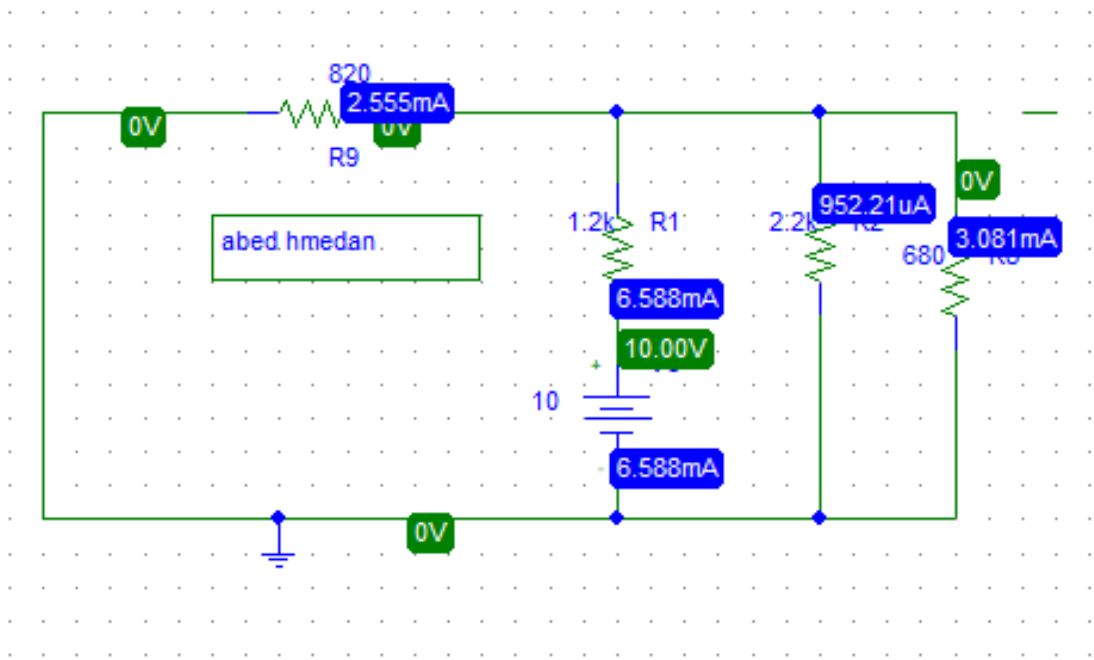 820
2.555mA
0V
0V
R9
0V
952.21uA
1.2k
R1
2.2k
R2
abed hmedan
3.081mA
680
6.588mA
10.00V
+
10
-
6.588mA
0V